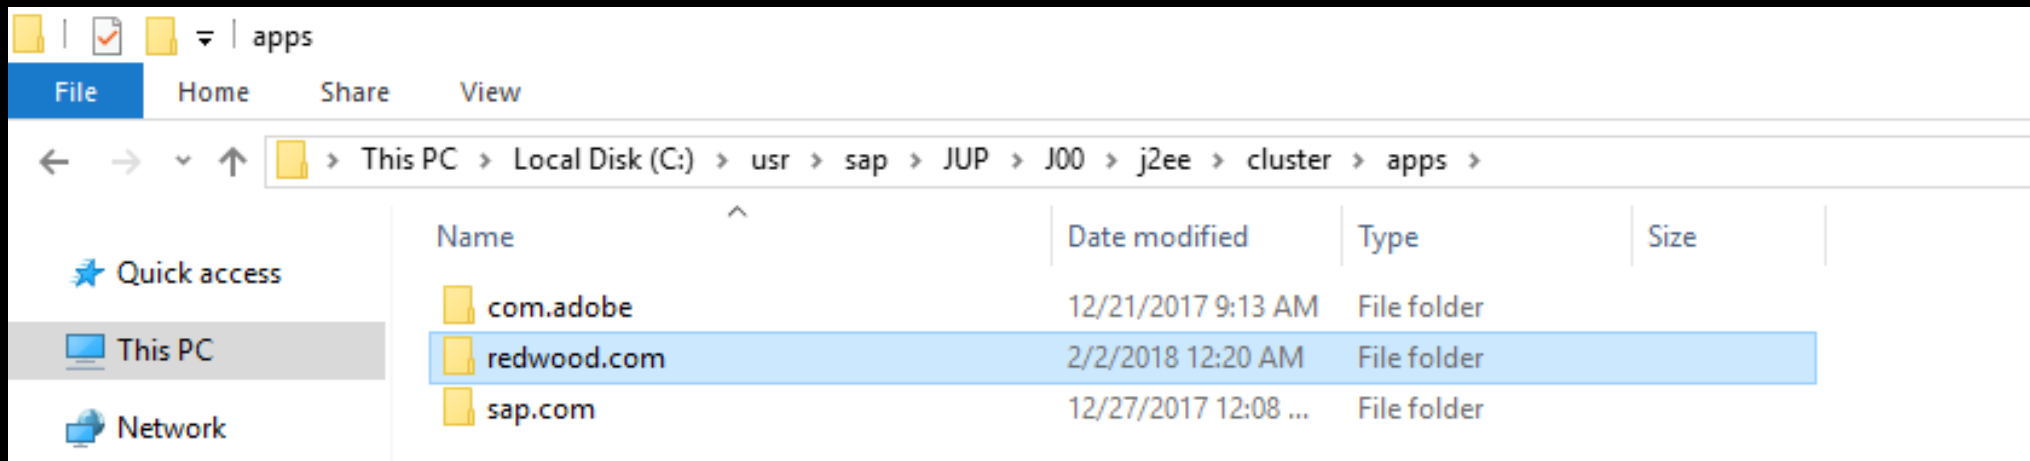 apps
File Home Share View
This PC > Local Disk (C:) > usr > sap > JUP > J00 > j2ee > cluster > apps >
Name Date modified Type Size
Quick access
com.adobe 12/21/2017 9:13 AM File folder
This PC
redwood.com 2/2/2018 12:20 AM File folder
sap.com 12/27/2017 12:08 ... File folder
Network